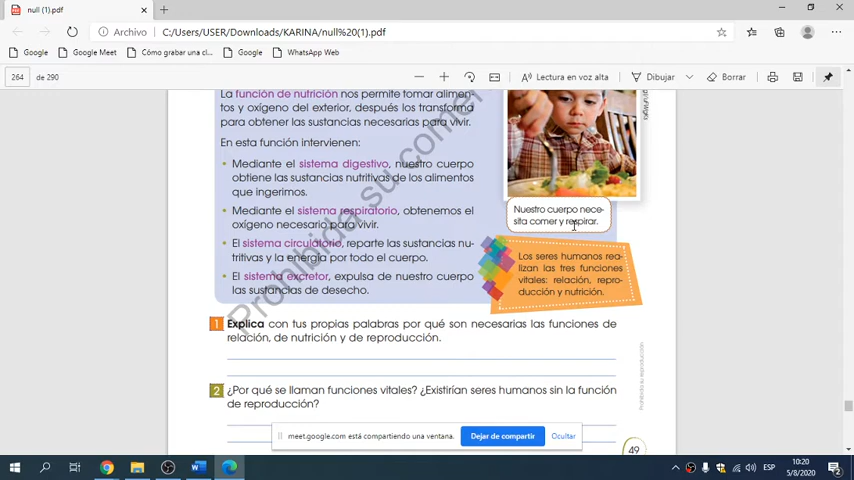 null (1).pdf
Archivo
C:/Users/USER/Downloads/KARINA/null%20(1).pdf
Google
Google Meet
Cómo grabar una cl...
Google
WhatsApp Web
264
de 290
Lectura en voz alta
Dibujar
Borrar
La función de nutrición nos permite tomar alimen-
tos y oxígeno del exterior, después los transforma
para obtener las sustancias necesarias para vivir.
En esta función intervienen:
• Mediante el sistema digestivo, nuestro cuerpo
obtiene las sustancias nutritivas de los alimentos
que ingerimos.
• Mediante el sistema respiratorio, obtenemos el
oxígeno necesario para vivir.
• El sistema circulatorio, reparte las sustancias nu-
tritivas y la energía por todo el cuerpo.
• El sistema excretor, expulsa de nuestro cuerpo
las sustancias de desecho.
Prohibida su comer
Nuestro cuerpo nece-
sita comer y respirar.
Los seres humanos rea-
lizan las tres funciones
vitales: relación, repro-
ducción y nutrición.
1 Explica con tus propias palabras por qué son necesarias las funciones de
relación, de nutrición y de reproducción.
2 ¿Por qué se llaman funciones vitales? ¿Existirían seres humanos sin la función
de reproducción?
Prohibida su reproducción
49
meet.google.com está compartiendo una ventana.
Dejar de compartir
Ocultar
ESP
10:20
5/8/2020
2